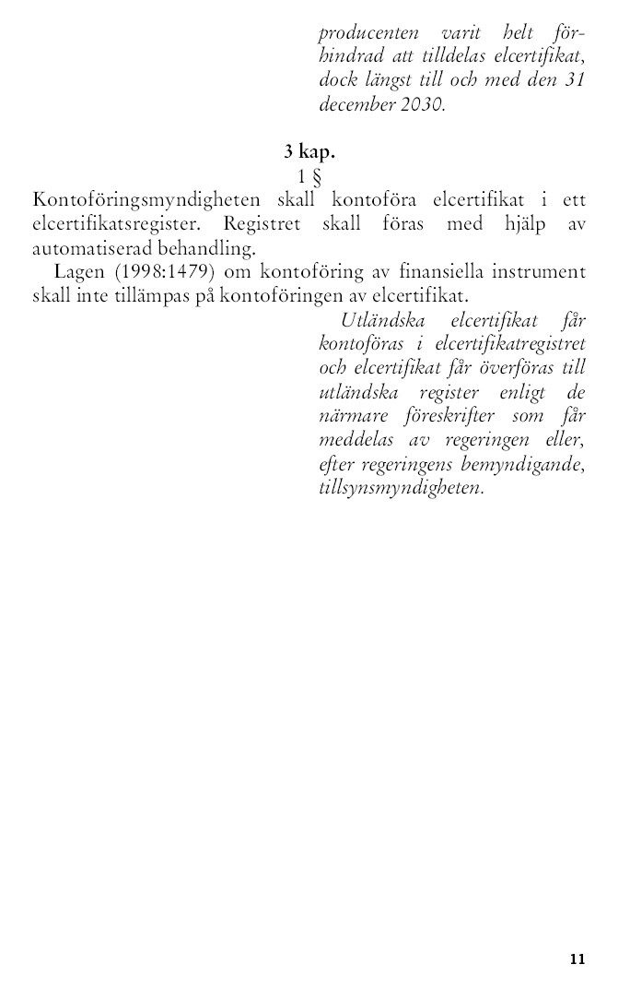 producenten varit helt för-
hindrad att tilldelas elcertifikat,
dock längst till och med den 31
december 2030.
3 kap.
1 §
Kontoföringsmyndigheten skall kontoföra elcertifikat i ett
elcertifikatsregister. Registret skall föras med hjälp av
automatiserad behandling.
Lagen (1998:1479) om kontoföring av finansiella instrument
skall inte tillämpas på kontoföringen av elcertifikat.
Utländska elcertifikat får
kontoföras i elcertifikatregistret
och elcertifikat får överföras till
utländska register enligt de
närmare föreskrifter som får
meddelas av regeringen eller,
efter regeringens bemyndigande,
tillsynsmyndigheten.
11